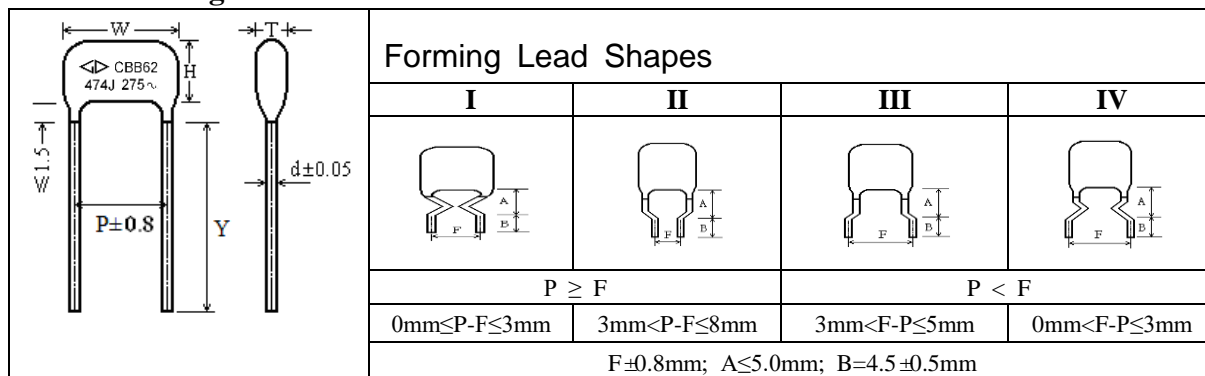 W
T
CBB62
474J 275~
H
≤1.5
d±0.05
P±0.8
Y
Forming Lead Shapes
I II III IV
A
B
F
A
B
F
A
B
F
A
B
F
P ≥ F P < F
0mm≤P-F≤3mm 3mm<P-F≤8mm 3mm<F-P≤5mm 0mm<F-P≤3mm
F±0.8mm; A≤5.0mm; B=4.5±0.5mm